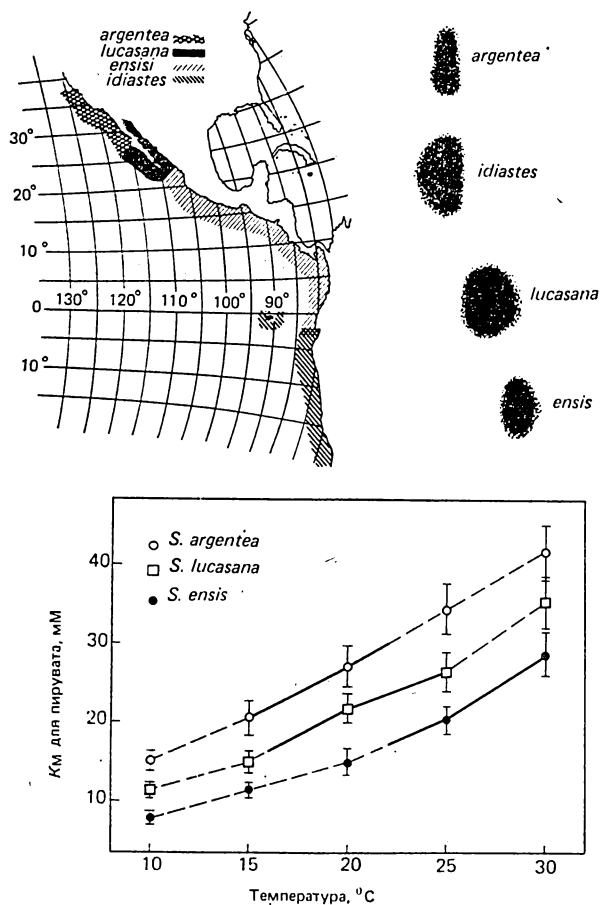 argentea
lucasana
ensisi
idiastes
30°
20°
10°
130° 120° 110° 100° 90°
0
10°
argentea
idiastes
lucasana
ensis
S. argentea
S. lucasana
S. ensis
Kм для пирувата, мМ
40
30
20
10
10 15 20 25 30
Температура, °C